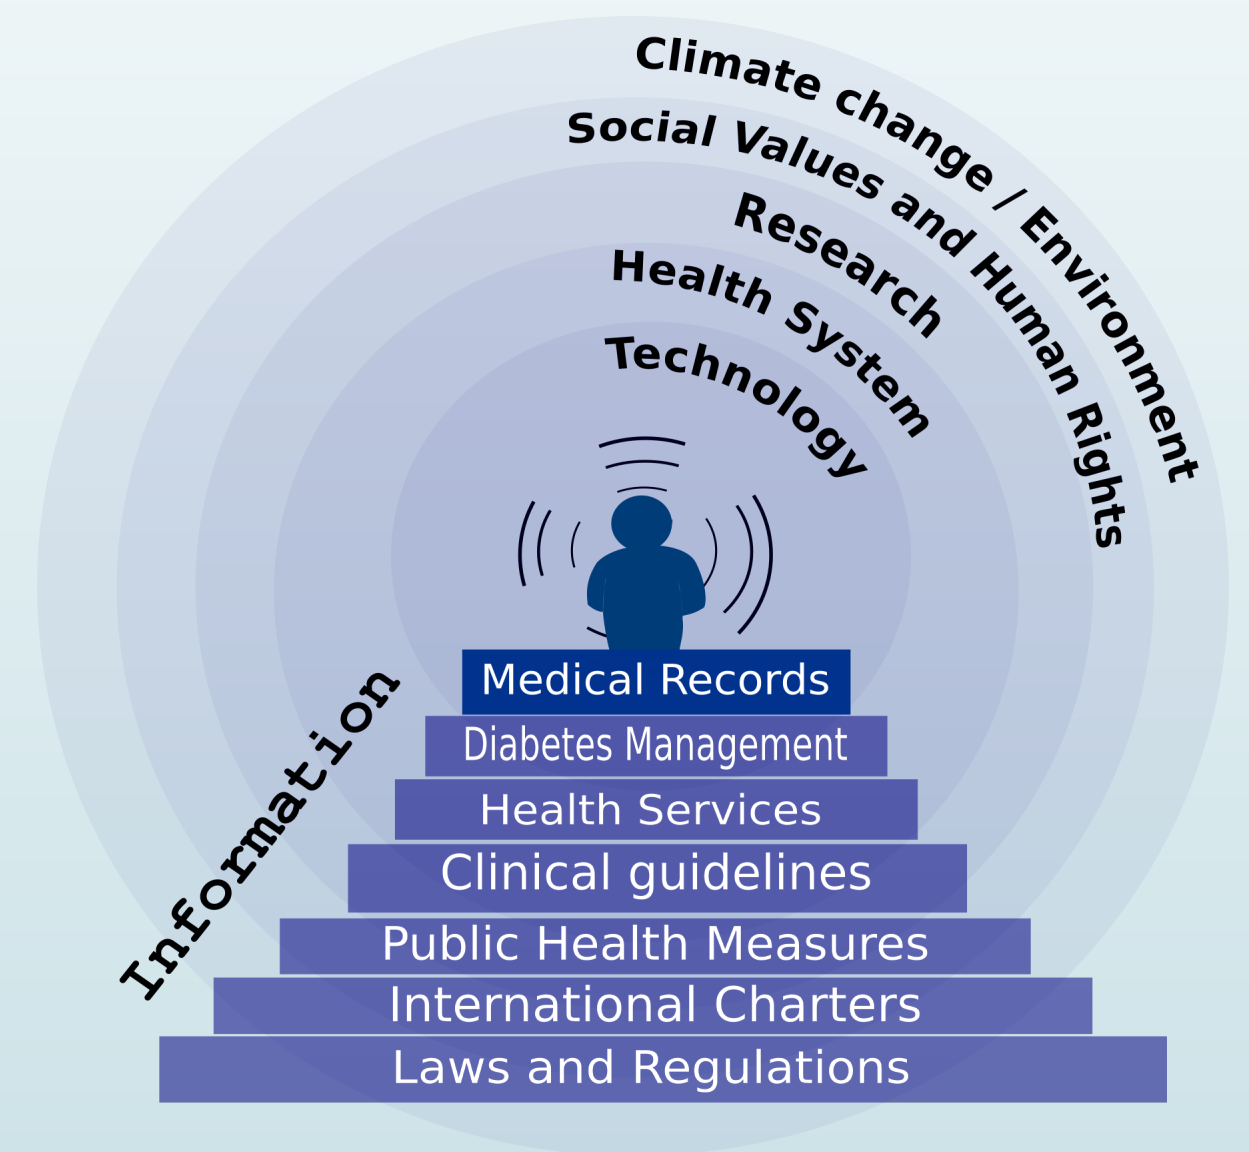 Climate change / Environment
Social Values and Human Rights
Research
Health System
Technology
Information
Medical Records
Diabetes Management
Health Services
Clinical guidelines
Public Health Measures
International Charters
Laws and Regulations